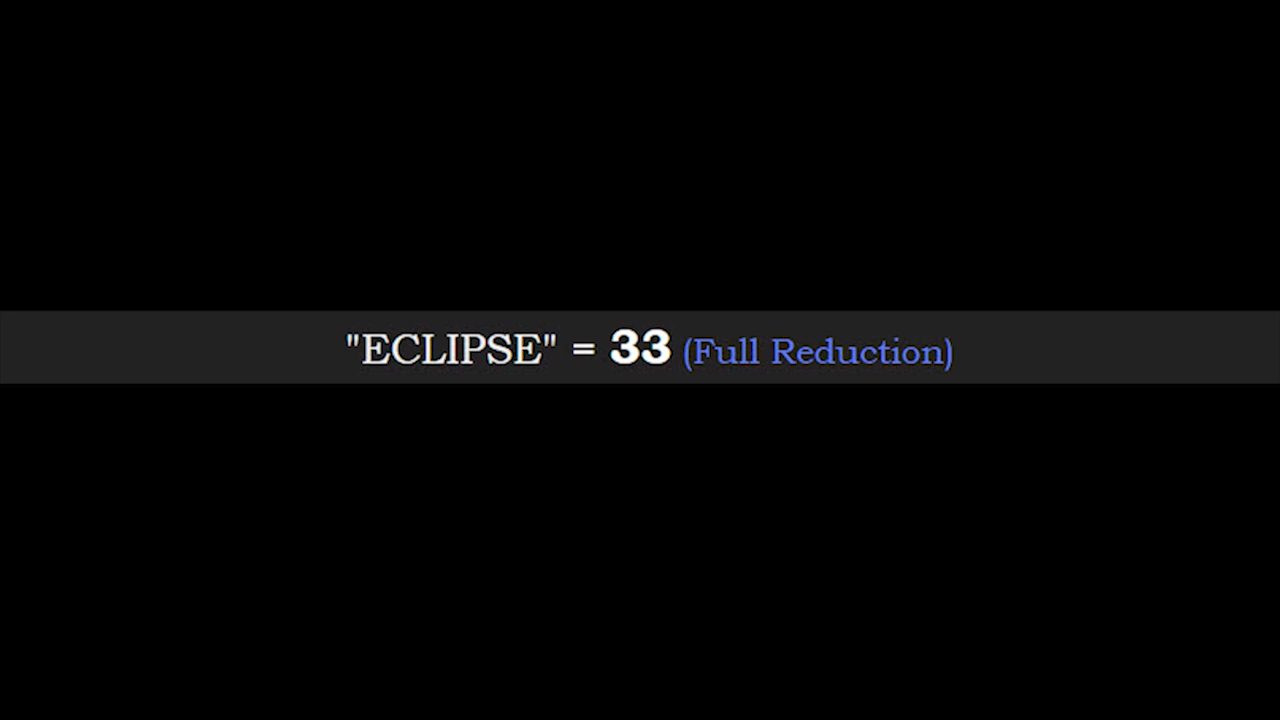 "ECLIPSE" = 33 (Full Reduction)